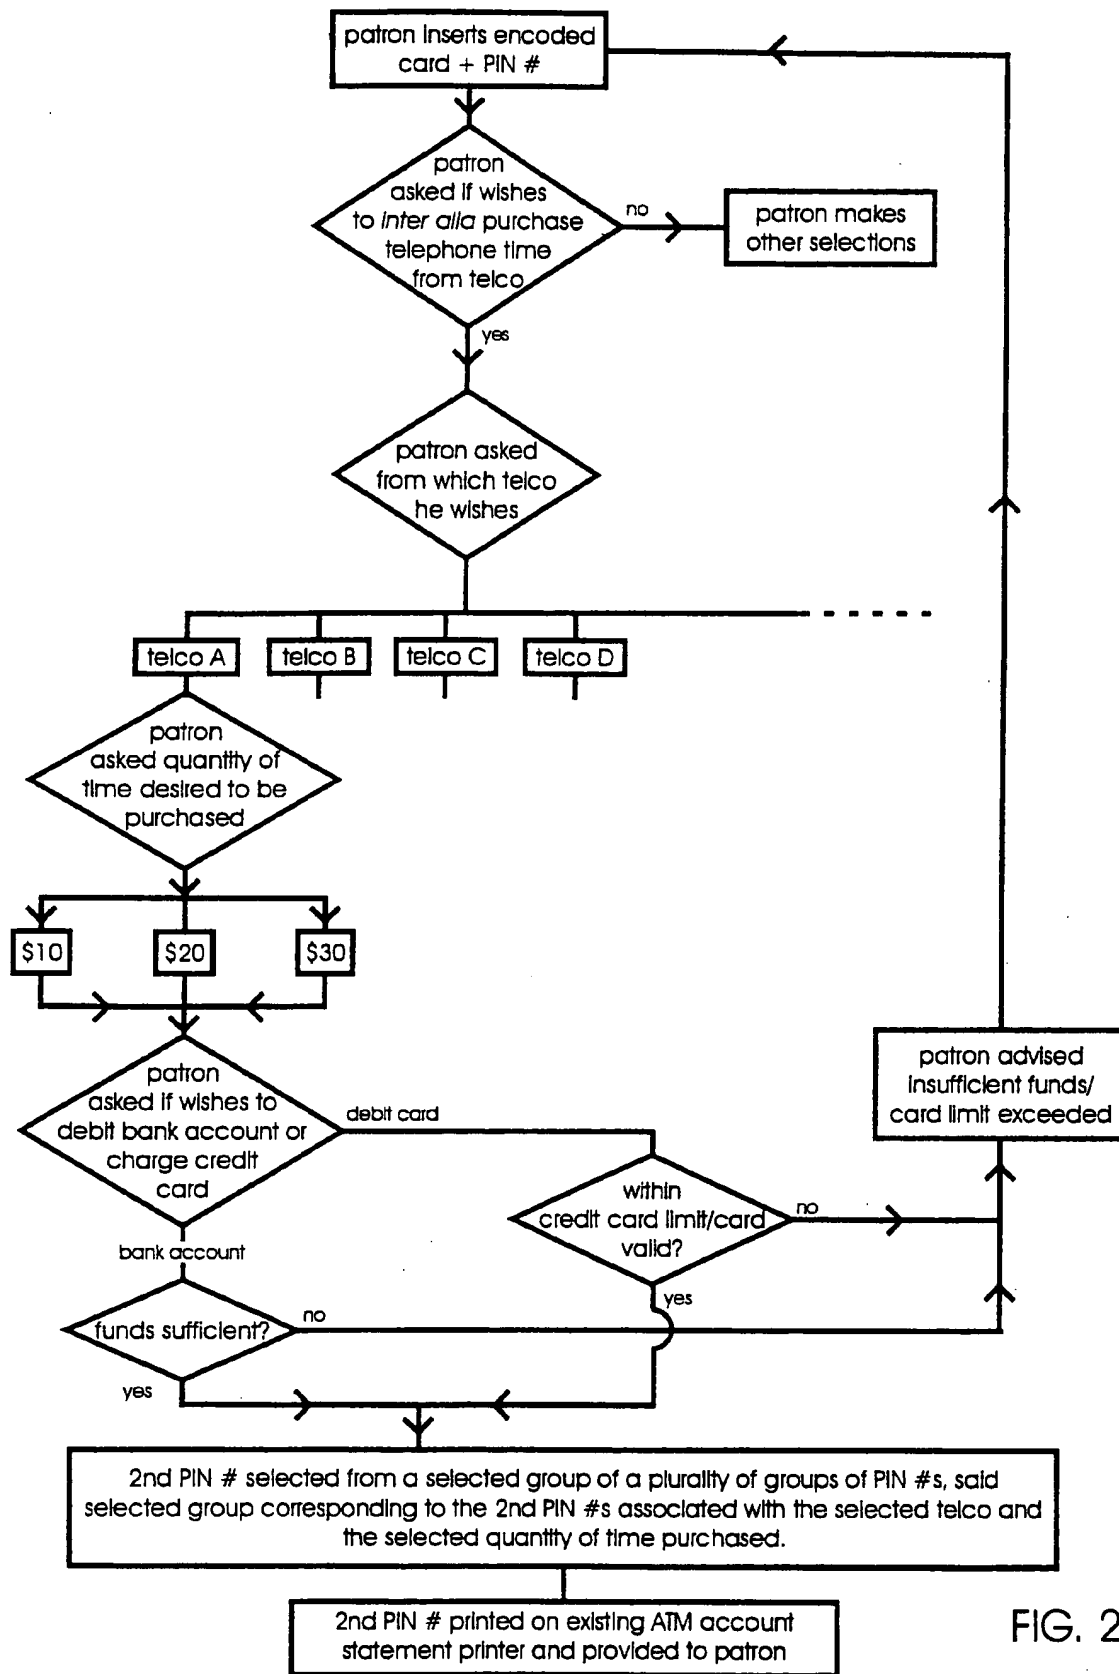 patron inserts encoded
card + PIN #
patron
asked if wishes
to inter alia purchase
telephone time
from telco
no
patron makes
other selections
yes
patron asked
from which telco
he wishes
telco A
telco B
telco C
telco D
patron
asked quantity of
time desired to be
purchased
$10
$20
$30
patron
asked if wishes to
debit bank account or
charge credit
card
debit card
patron advised
insufficient funds/
card limit exceeded
within
credit card limit/card
valid?
no
bank account
yes
funds sufficient?
no
yes
2nd PIN # selected from a selected group of a plurality of groups of PIN #s, said
selected group corresponding to the 2nd PIN #s associated with the selected telco and
the selected quantity of time purchased.
2nd PIN # printed on existing ATM account
statement printer and provided to patron
FIG. 2